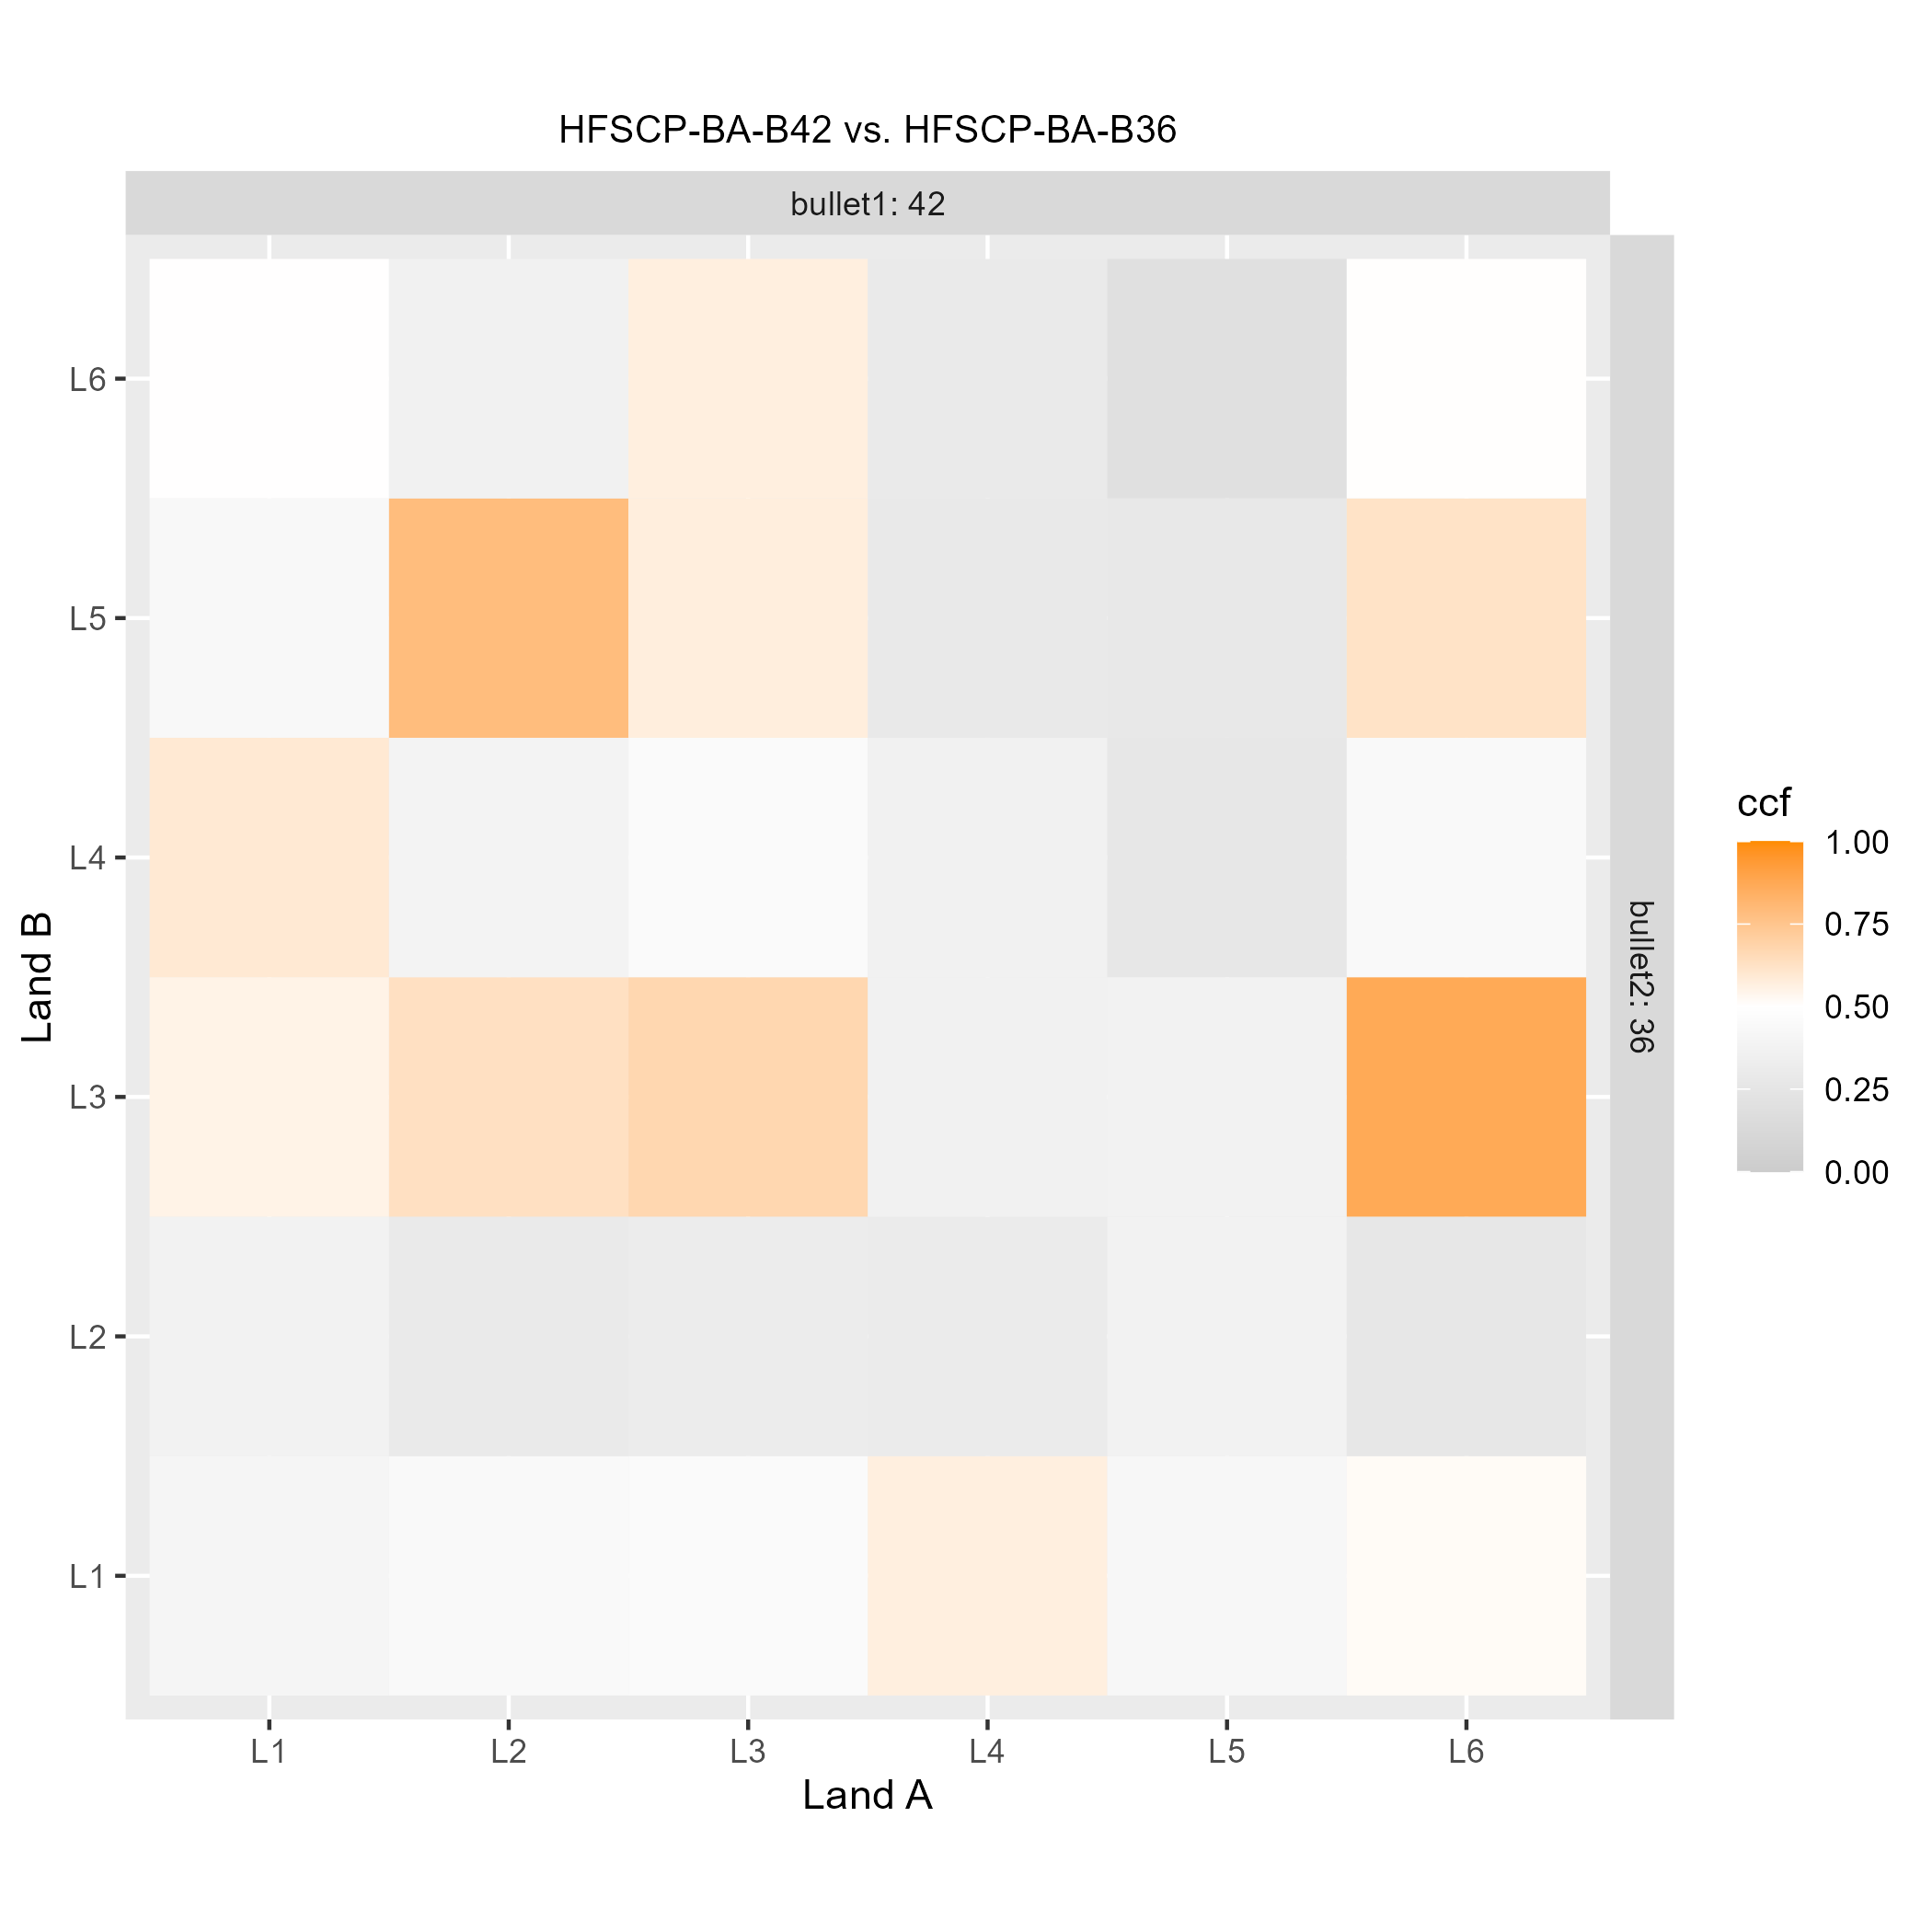 HFSCP-BA-B42 vs. HFSCP-BA-B36
bullet1: 42
L6
L5
L4
L3
L2
L1
Land B
bullet2: 36
L1 L2 L3 L4 L5 L6
Land A
ccf
1.00
0.75
0.50
0.25
0.00